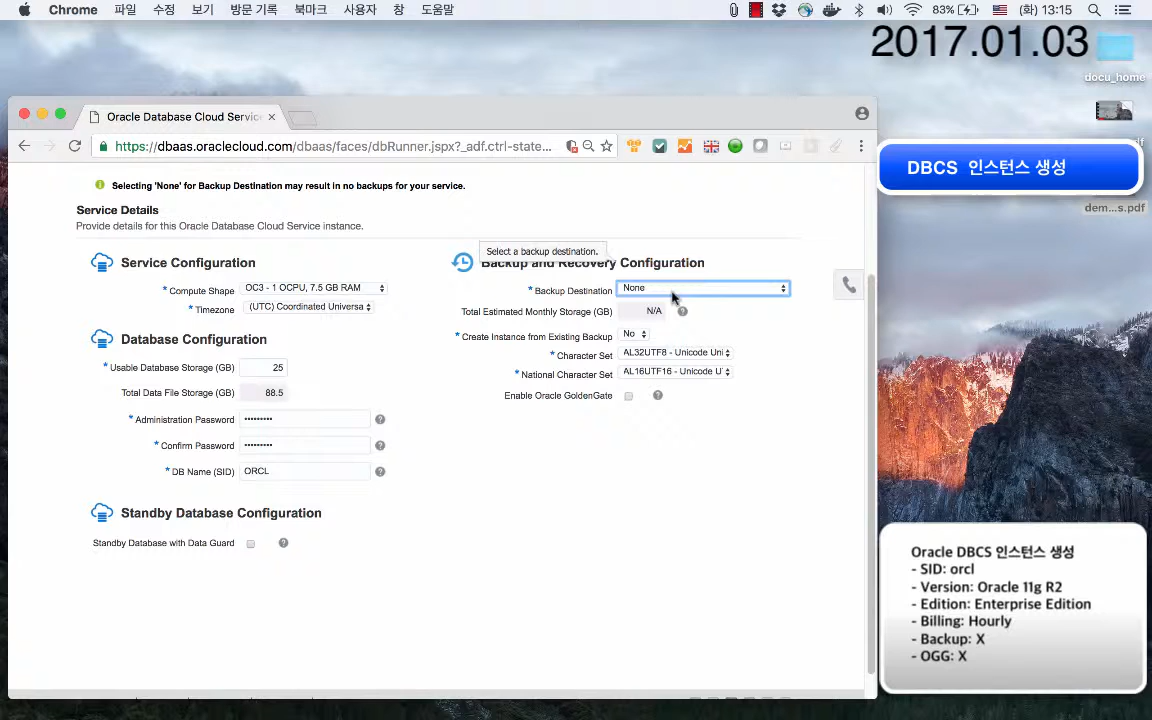 Chrome 파일 수정 보기 방문 기록 북마크 사용자 창 도움말 83% (화) 13:15
2017.01.03
docu_home
Oracle Database Cloud Service
https://dbaas.oraclecloud.com/dbaas/faces/dbRunner.jspx?_adf.ctrl-state...
DBCS 인스턴스 생성
dem...s.pdf
Selecting 'None' for Backup Destination may result in no backups for your service.
Service Details
Provide details for this Oracle Database Cloud Service instance.
Select a backup destination.
Service Configuration
* Compute Shape OC3 - 1 OCPU, 7.5 GB RAM
* Timezone (UTC) Coordinated Universa
Database Configuration
* Usable Database Storage (GB) 25
Total Data File Storage (GB) 88.5
* Administration Password •••••••••
* Confirm Password •••••••••
* DB Name (SID) ORCL
Standby Database Configuration
Standby Database with Data Guard
Backup and Recovery Configuration
* Backup Destination None
Total Estimated Monthly Storage (GB) N/A
* Create Instance from Existing Backup No
* Character Set AL32UTF8 - Unicode Uni
* National Character Set AL16UTF16 - Unicode U
Enable Oracle GoldenGate
Oracle DBCS 인스턴스 생성
- SID: orcl
- Version: Oracle 11g R2
- Edition: Enterprise Edition
- Billing: Hourly
- Backup: X
- OGG: X